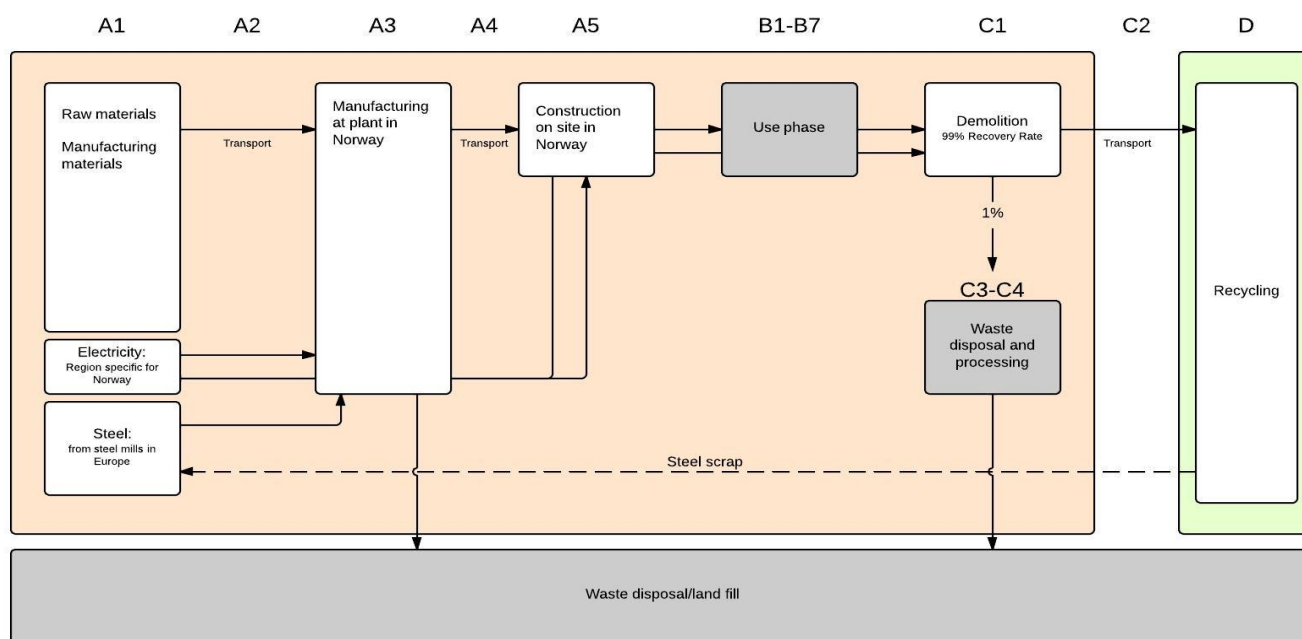 A1
A2
A3
A4
A5
B1-B7
C1
C2
D
Raw materials
Manufacturing
materials
Transport
Manufacturing
at plant in
Norway
Transport
Construction
on site in
Norway
Use phase
Demolition
99% Recovery Rate
Transport
1%
C3-C4
Waste
disposal and
processing
Recycling
Electricity:
Region specific for
Norway
Steel:
from steel mills in
Europe
Steel scrap
Waste disposal/land fill